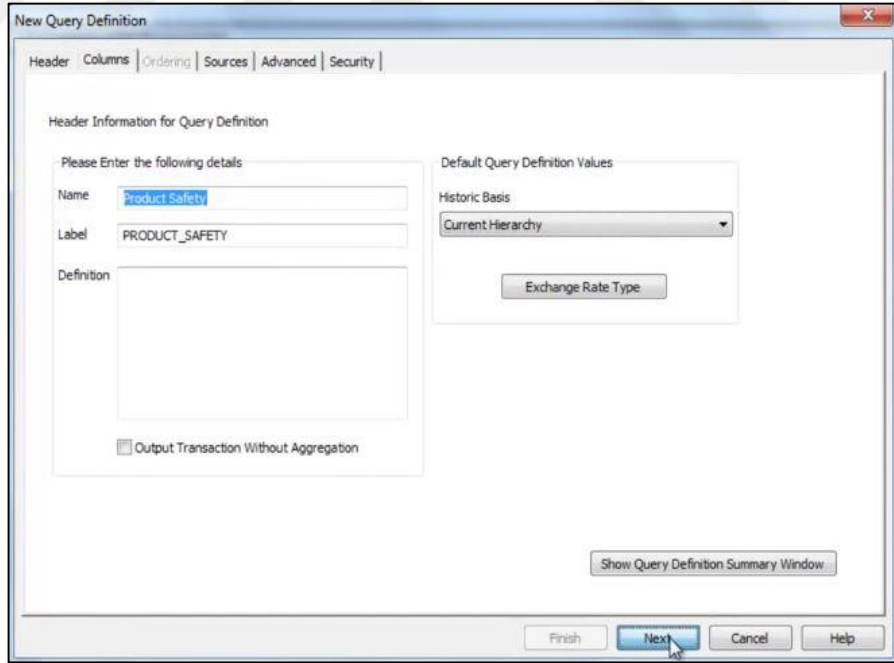 New Query Definition
Header Columns Ordering Sources Advanced Security
Header Information for Query Definition
Please Enter the following details
Name Product Safety
Label PRODUCT_SAFETY
Definition
Output Transaction Without Aggregation
Default Query Definition Values
Historic Basis
Current Hierarchy
Exchange Rate Type
Show Query Definition Summary Window
Finish Next Cancel Help